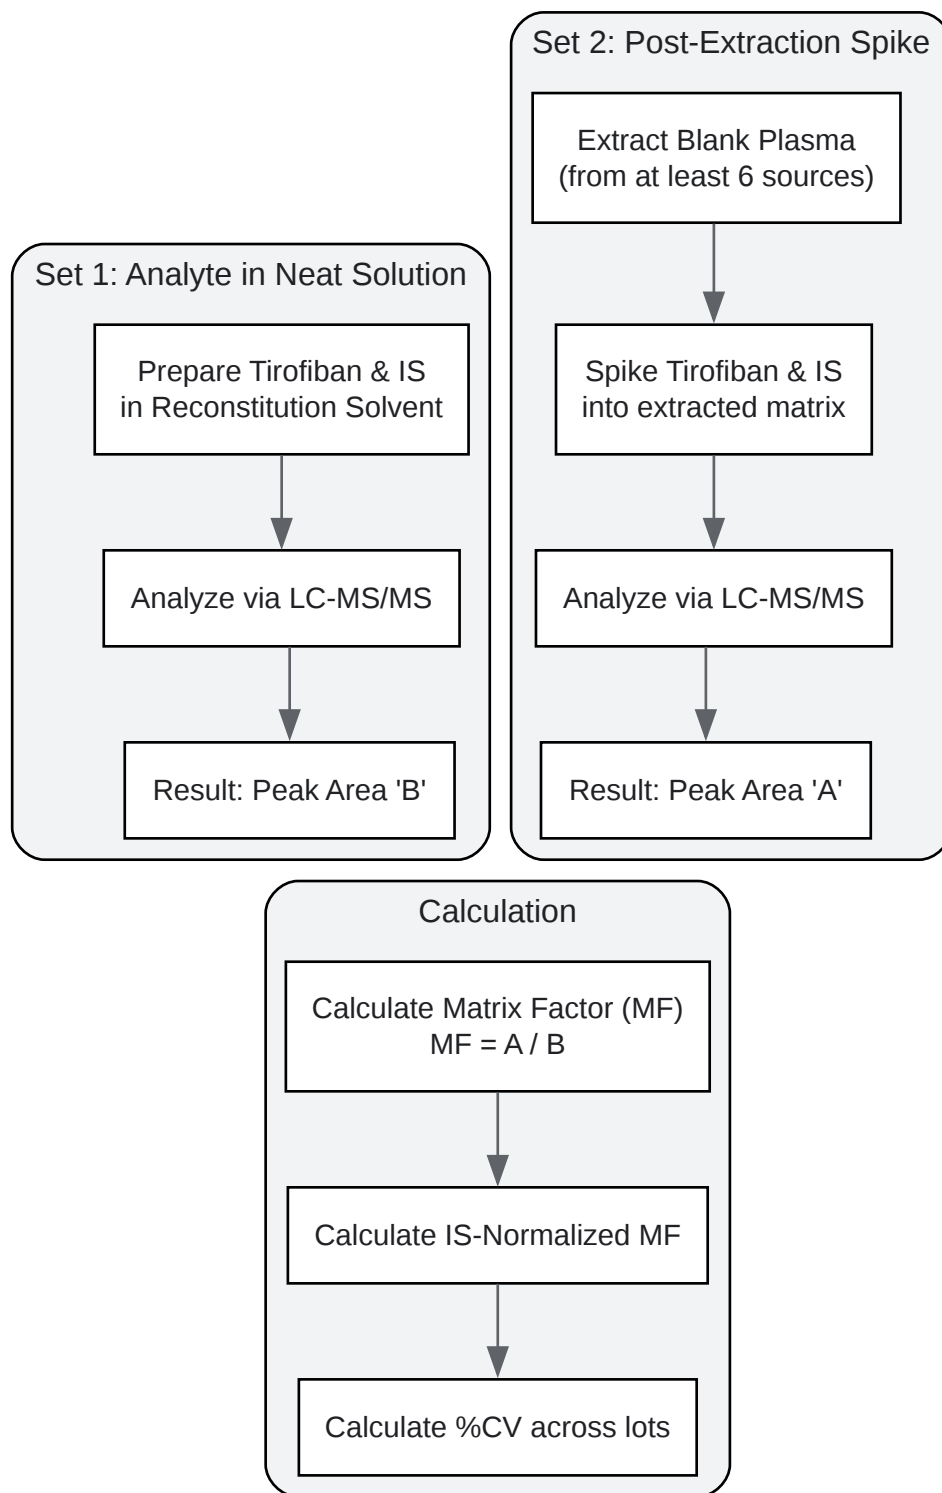 Set 1: Analyte in Neat Solution
Prepare Tirofiban & IS
in Reconstitution Solvent
Analyze via LC-MS/MS
Result: Peak Area 'B'
Set 2: Post-Extraction Spike
Extract Blank Plasma
(from at least 6 sources)
Spike Tirofiban & IS
into extracted matrix
Analyze via LC-MS/MS
Result: Peak Area 'A'
Calculation
Calculate Matrix Factor (MF)
MF = A / B
Calculate IS-Normalized MF
Calculate %CV across lots